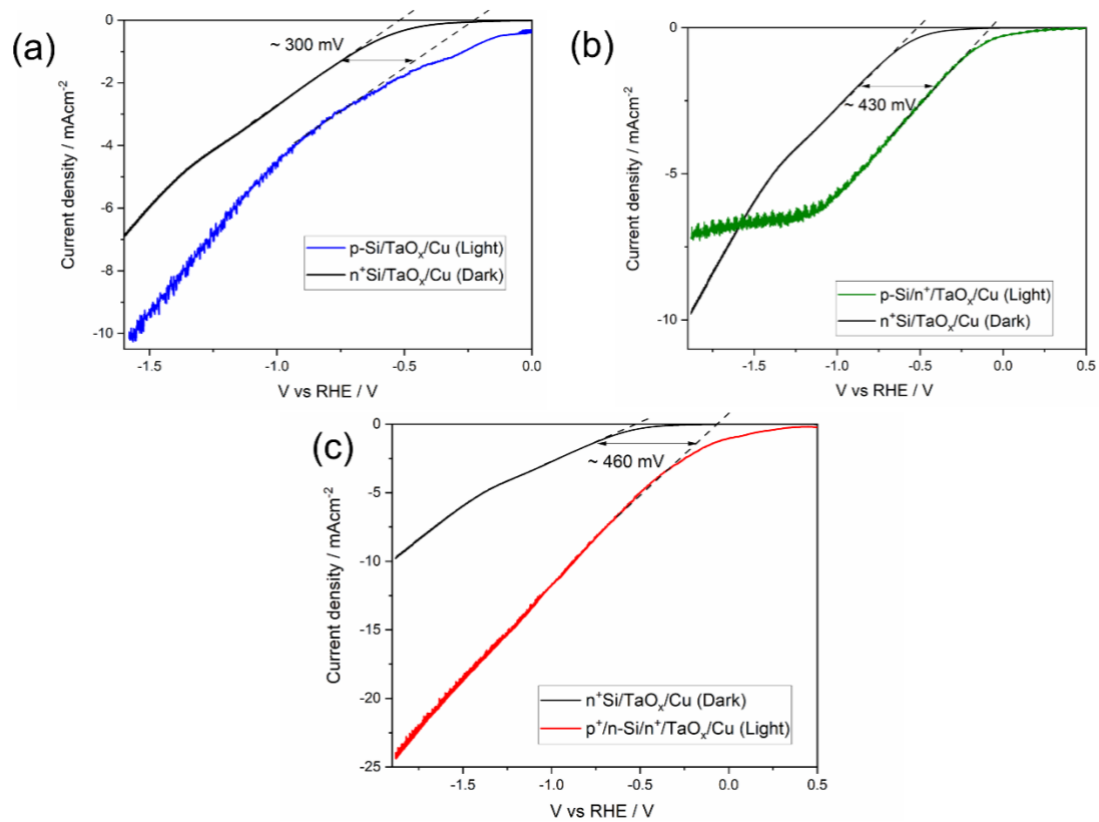 (a)
0
-2
-4
-6
-8
-10
Current density / mAcm⁻²
~ 300 mV
p-Si/TaOₓ/Cu (Light)
n⁺Si/TaOₓ/Cu (Dark)
-1.5
-1.0
-0.5
0.0
V vs RHE / V
(b)
0
-5
-10
Current density / mAcm⁻²
~ 430 mV
p-Si/n⁺/TaOₓ/Cu (Light)
n⁺Si/TaOₓ/Cu (Dark)
-1.5
-1.0
-0.5
0.0
0.5
V vs RHE / V
(c)
0
-5
-10
-15
-20
-25
Current density / mAcm⁻²
~ 460 mV
n⁺Si/TaOₓ/Cu (Dark)
p⁺/n-Si/n⁺/TaOₓ/Cu (Light)
-1.5
-1.0
-0.5
0.0
0.5
V vs RHE / V